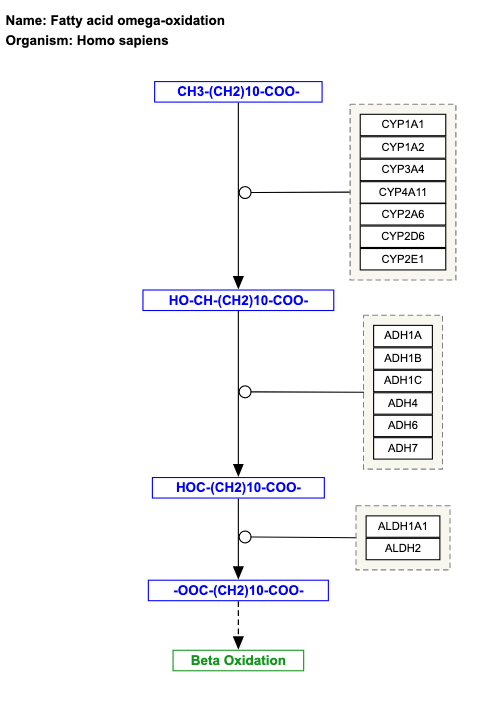 Name: Fatty acid omega-oxidation
Organism: Homo sapiens
CH3-(CH2)10-COO-
CYP1A1
CYP1A2
CYP3A4
CYP4A11
CYP2A6
CYP2D6
CYP2E1
HO-CH-(CH2)10-COO-
ADH1A
ADH1B
ADH1C
ADH4
ADH6
ADH7
HOC-(CH2)10-COO-
ALDH1A1
ALDH2
-OOC-(CH2)10-COO-
Beta Oxidation